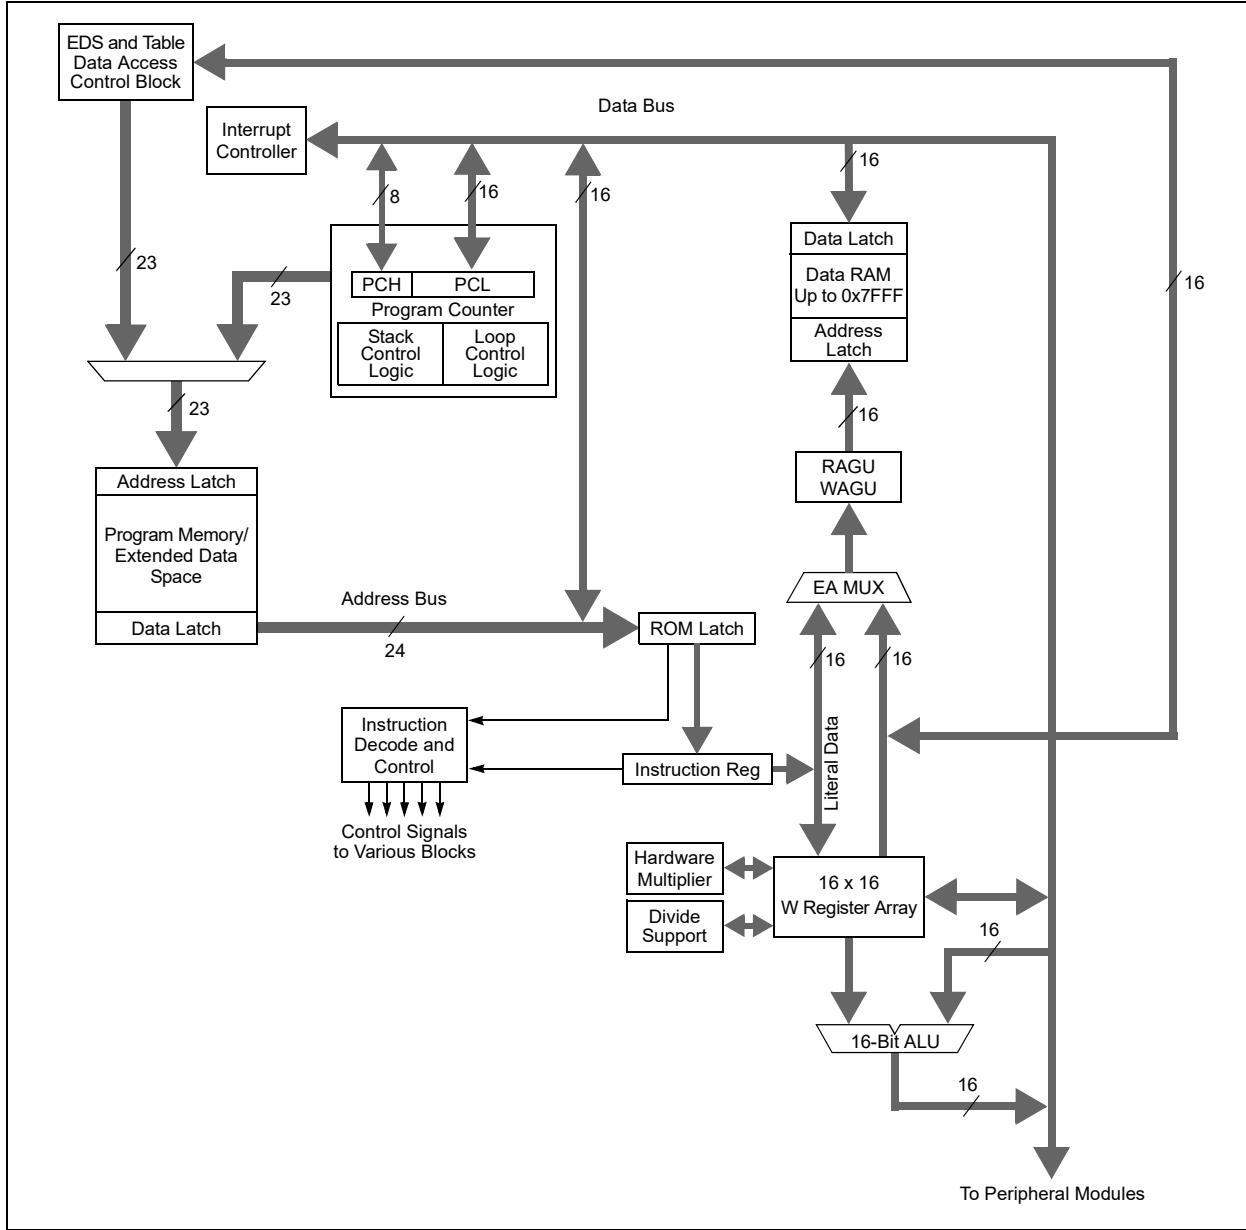 EDS and Table
Data Access
Control Block
Data Bus
Interrupt
Controller
16
8
16
16
Data Latch
23
23
PCH
PCL
Data RAM
Up to 0x7FFF
16
Program Counter
Stack
Control
Logic
Loop
Control
Logic
Address
Latch
23
16
RAGU
WAGU
Address Latch
Program Memory/
Extended Data
Space
EA MUX
Address Bus
Data Latch
ROM Latch
24
16
16
Instruction
Decode and
Control
Literal Data
Instruction Reg
Control Signals
to Various Blocks
Hardware
Multiplier
16 x 16
W Register Array
Divide
Support
16
16-Bit ALU
16
To Peripheral Modules